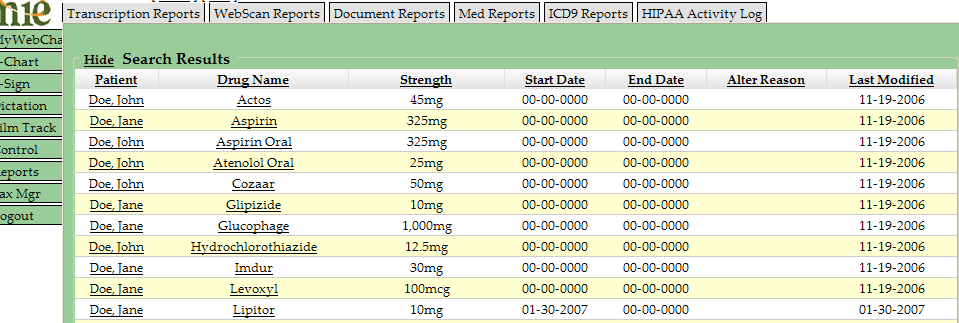 Transcription Reports WebScan Reports Document Reports Med Reports ICD9 Reports HIPAA Activity Log
Hide Search Results
Patient Drug Name Strength Start Date End Date Alter Reason Last Modified
Doe, John Actos 45mg 00-00-0000 00-00-0000 11-19-2006
Doe, Jane Aspirin 325mg 00-00-0000 00-00-0000 11-19-2006
Doe, John Aspirin Oral 325mg 00-00-0000 00-00-0000 11-19-2006
Doe, Jane Atenolol Oral 25mg 00-00-0000 00-00-0000 11-19-2006
Doe, John Cozaar 50mg 00-00-0000 00-00-0000 11-19-2006
Doe, Jane Glipizide 10mg 00-00-0000 00-00-0000 11-19-2006
Doe, Jane Glucophage 1,000mg 00-00-0000 00-00-0000 11-19-2006
Doe, John Hydrochlorothiazide 12.5mg 00-00-0000 00-00-0000 11-19-2006
Doe, Jane Imdur 30mg 00-00-0000 00-00-0000 11-19-2006
Doe, Jane Levoxyl 100mcg 00-00-0000 00-00-0000 11-19-2006
Doe, Jane Lipitor 10mg 01-30-2007 00-00-0000 01-30-2007
mie
MyWebCha
-Chart
-Sign
ictation
ilm Track
ontrol
eports
ax Mgr
ogout